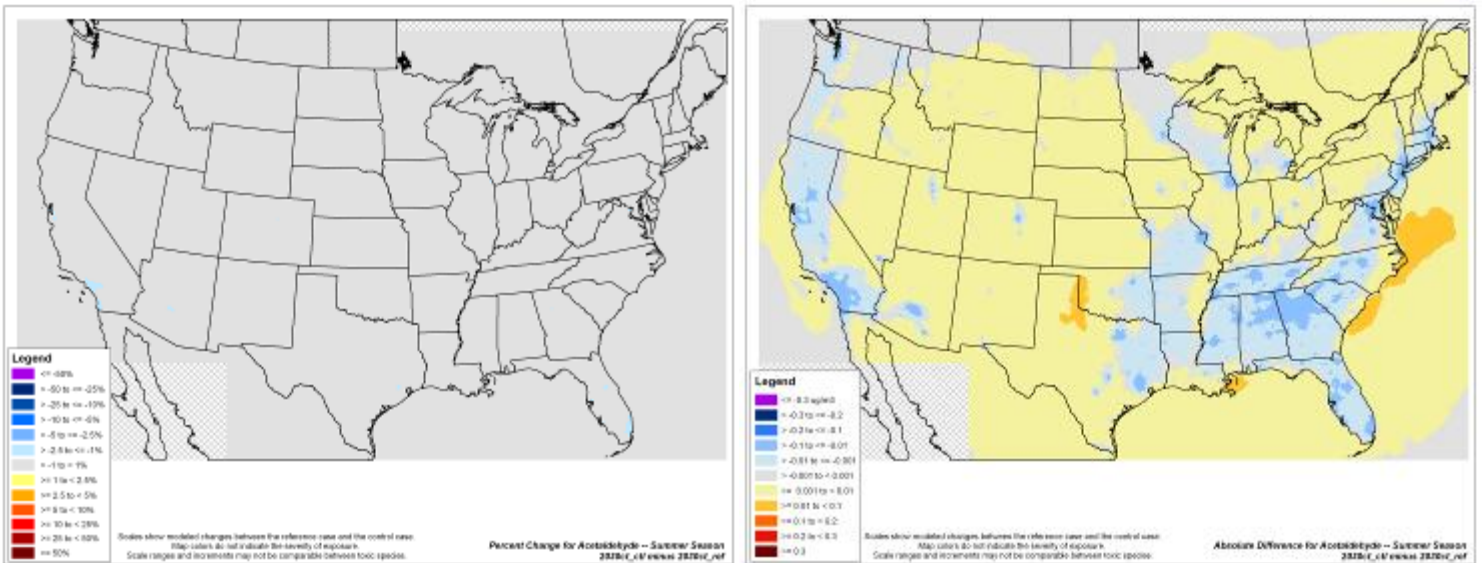 Legend
<= -50%
> -50 to <= -25%
> -25 to <= -10%
> -10 to <= -5%
> -5 to <= -2.5%
> -2.5 to <= -1%
> -1 to < 1%
>= 1 to < 2.5%
>= 2.5 to < 5%
>= 5 to < 10%
>= 10 to < 25%
>= 25 to < 50%
>= 50%
Scales show modeled changes between the reference case and the control case.
Map colors do not indicate the severity of exposure.
Scale ranges and increments may not be comparable between toxic species.
Percent Change for Acetaldehyde -- Summer Season
2030ct_ctl minus 2030ct_ref
Legend
<= -0.3 ug/m3
> -0.3 to <= -0.2
> -0.2 to <= -0.1
> -0.1 to <= -0.01
> -0.01 to <= -0.001
> -0.001 to < 0.001
>= 0.001 to < 0.01
>= 0.01 to < 0.1
>= 0.1 to < 0.2
>= 0.2 to < 0.3
>= 0.3
Scales show modeled changes between the reference case and the control case.
Map colors do not indicate the severity of exposure.
Scale ranges and increments may not be comparable between toxic species.
Absolute Difference for Acetaldehyde -- Summer Season
2030ct_ctl minus 2030ct_ref